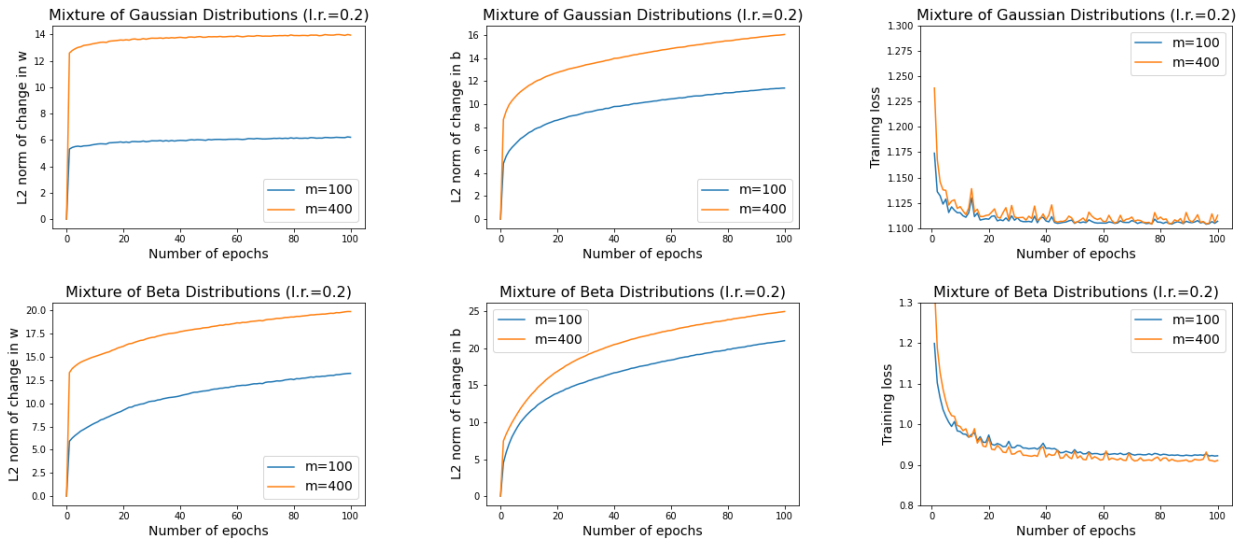 Mixture of Gaussian Distributions (l.r.=0.2)
14
12
10
8
6
4
2
0
L2 norm of change in w
m=100
m=400
0 20 40 60 80 100
Number of epochs
Mixture of Gaussian Distributions (l.r.=0.2)
16
14
12
10
8
6
4
2
0
L2 norm of change in b
m=100
m=400
0 20 40 60 80 100
Number of epochs
Mixture of Gaussian Distributions (l.r.=0.2)
1.300
1.275
1.250
1.225
1.200
1.175
1.150
1.125
1.100
Training loss
m=100
m=400
0 20 40 60 80 100
Number of epochs
Mixture of Beta Distributions (l.r.=0.2)
20.0
17.5
15.0
12.5
10.0
7.5
5.0
2.5
0.0
L2 norm of change in w
m=100
m=400
0 20 40 60 80 100
Number of epochs
Mixture of Beta Distributions (l.r.=0.2)
25
20
15
10
5
0
L2 norm of change in b
m=100
m=400
0 20 40 60 80 100
Number of epochs
Mixture of Beta Distributions (l.r.=0.2)
1.3
1.2
1.1
1.0
0.9
0.8
Training loss
m=100
m=400
0 20 40 60 80 100
Number of epochs